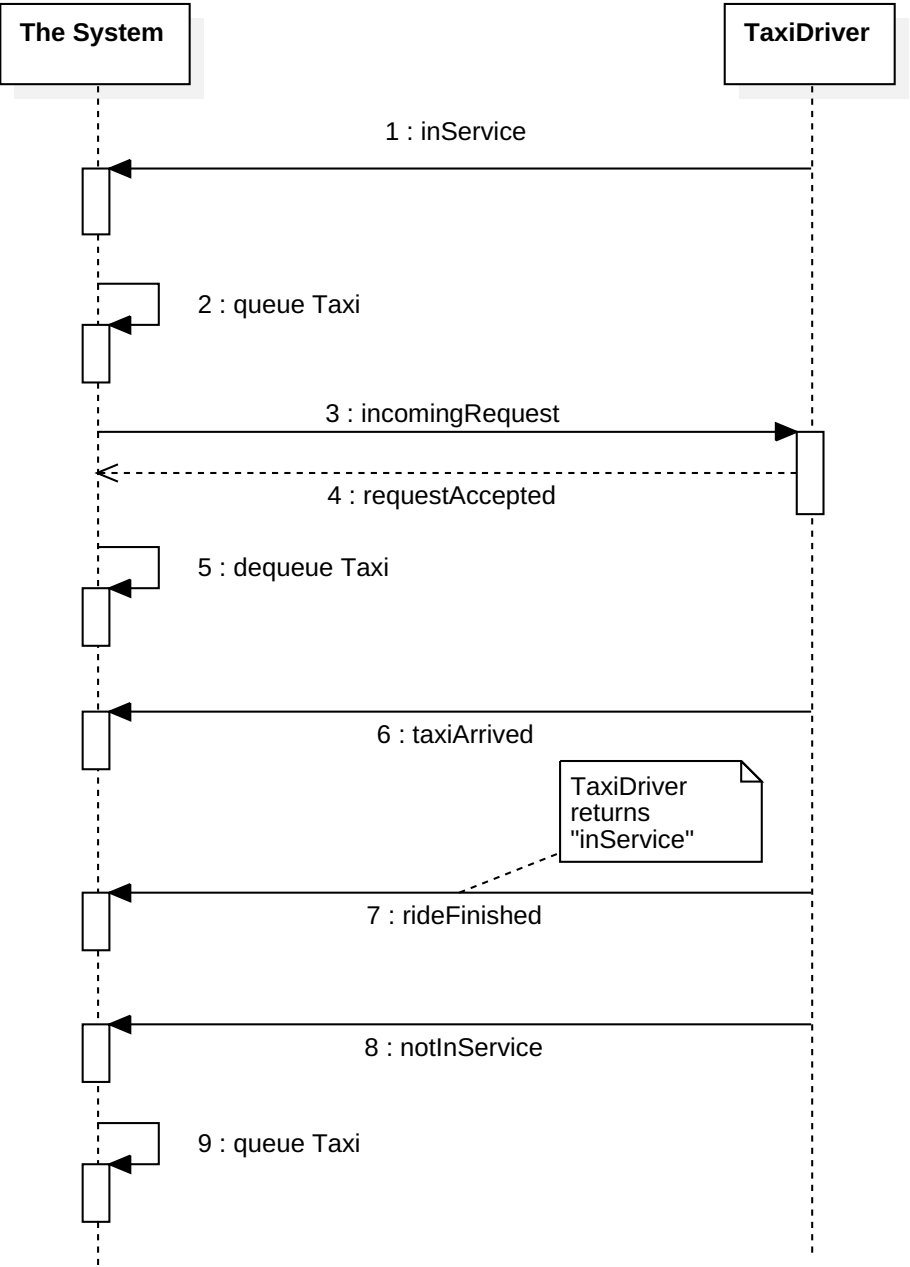 The System
TaxiDriver
1 : inService
2 : queue Taxi
3 : incomingRequest
4 : requestAccepted
5 : dequeue Taxi
6 : taxiArrived
TaxiDriver
returns
"inService"
7 : rideFinished
8 : notInService
9 : queue Taxi